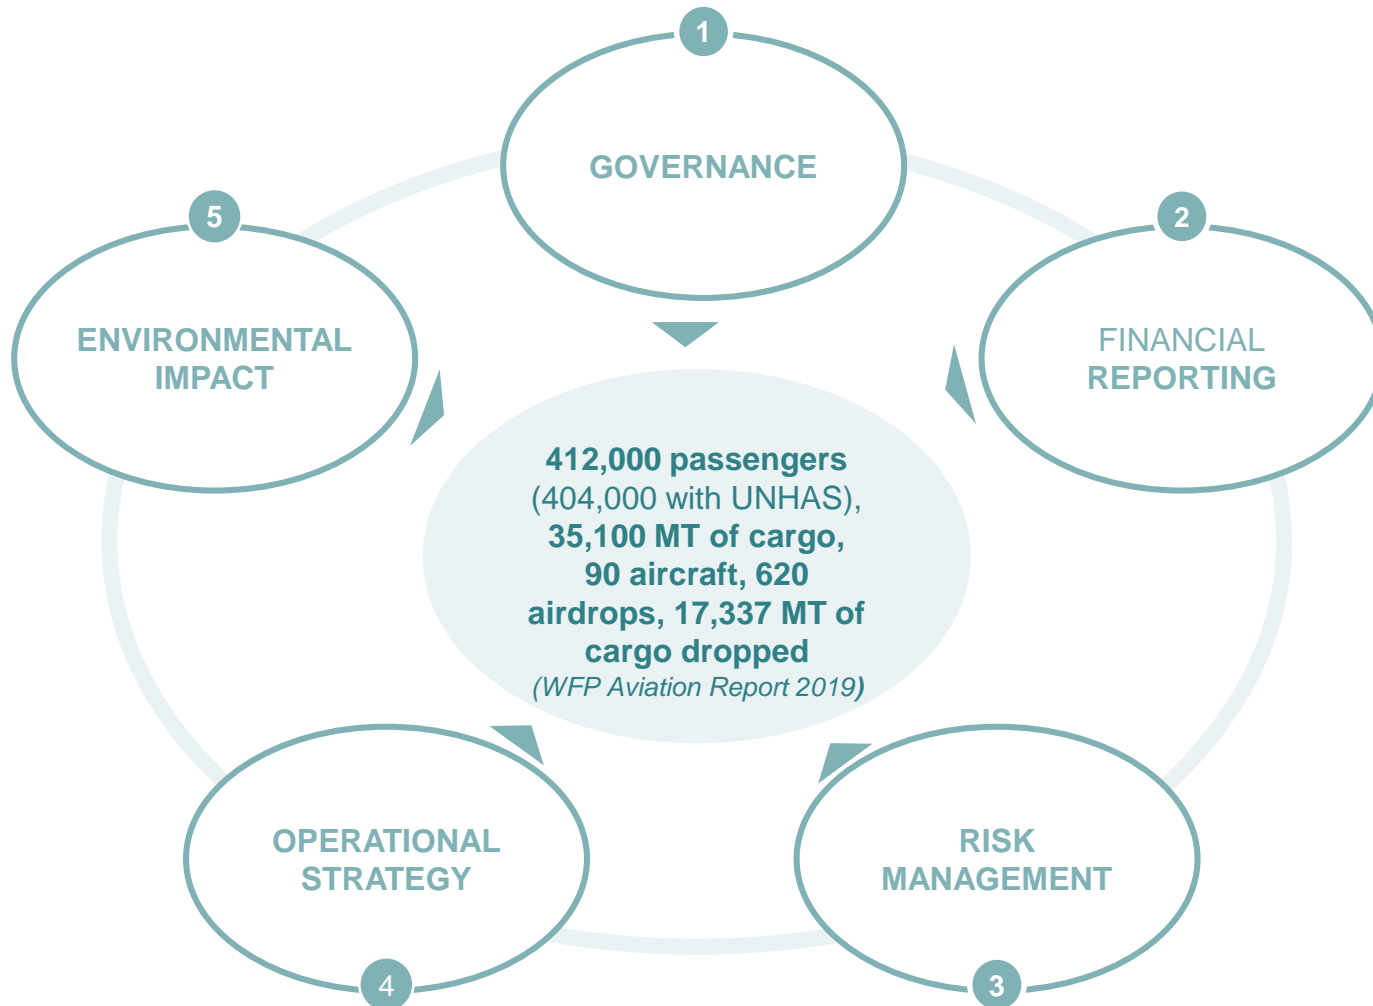 1
GOVERNANCE
2
FINANCIAL
REPORTING
3
RISK
MANAGEMENT
4
OPERATIONAL
STRATEGY
5
ENVIRONMENTAL
IMPACT
412,000 passengers
(404,000 with UNHAS),
35,100 MT of cargo,
90 aircraft, 620
airdrops, 17,337 MT of
cargo dropped
(WFP Aviation Report 2019)